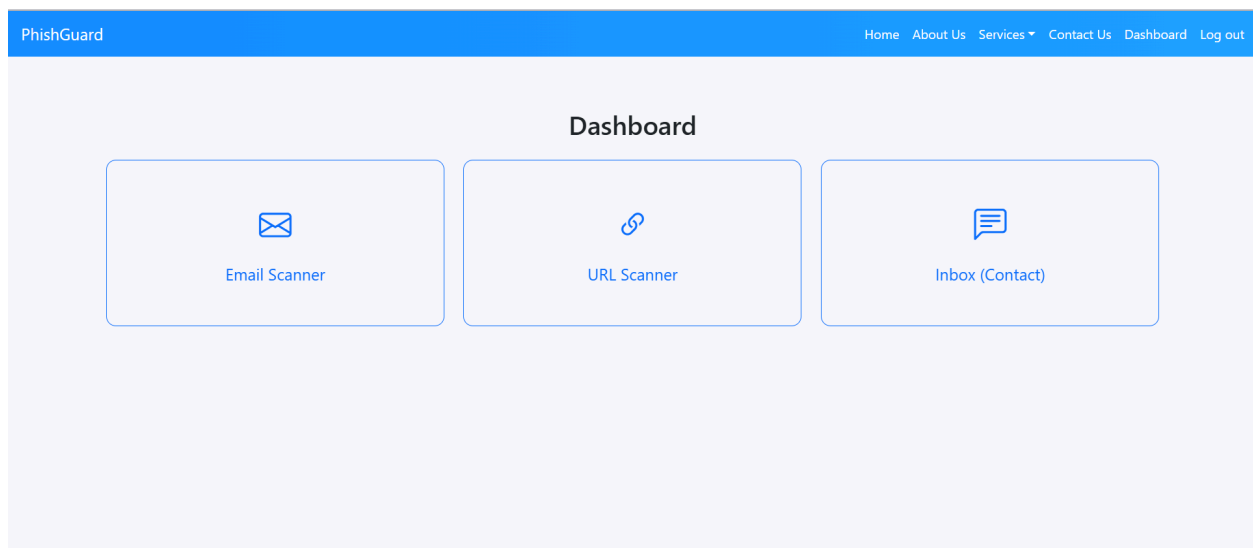 PhishGuard Home About Us Services Contact Us Dashboard Log out
Dashboard
Email Scanner URL Scanner Inbox (Contact)